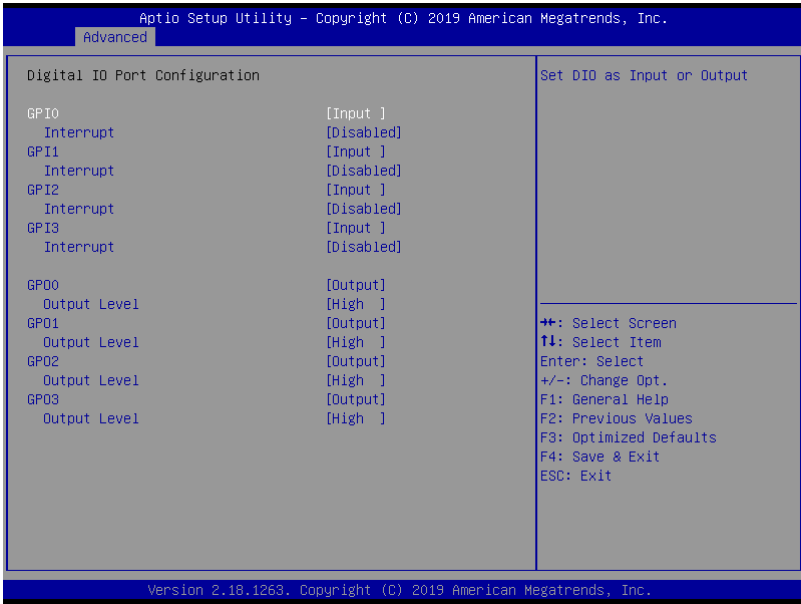 Aptio Setup Utility – Copyright (C) 2019 American Megatrends, Inc.
Advanced
Digital IO Port Configuration
GPI0 [Input ]
Interrupt [Disabled]
GPI1 [Input ]
Interrupt [Disabled]
GPI2 [Input ]
Interrupt [Disabled]
GPI3 [Input ]
Interrupt [Disabled]
GPO0 [Output]
Output Level [High ]
GPO1 [Output]
Output Level [High ]
GPO2 [Output]
Output Level [High ]
GPO3 [Output]
Output Level [High ]
Set DIO as Input or Output
→←: Select Screen
↑↓: Select Item
Enter: Select
+/-: Change Opt.
F1: General Help
F2: Previous Values
F3: Optimized Defaults
F4: Save & Exit
ESC: Exit
Version 2.18.1263. Copyright (C) 2019 American Megatrends, Inc.